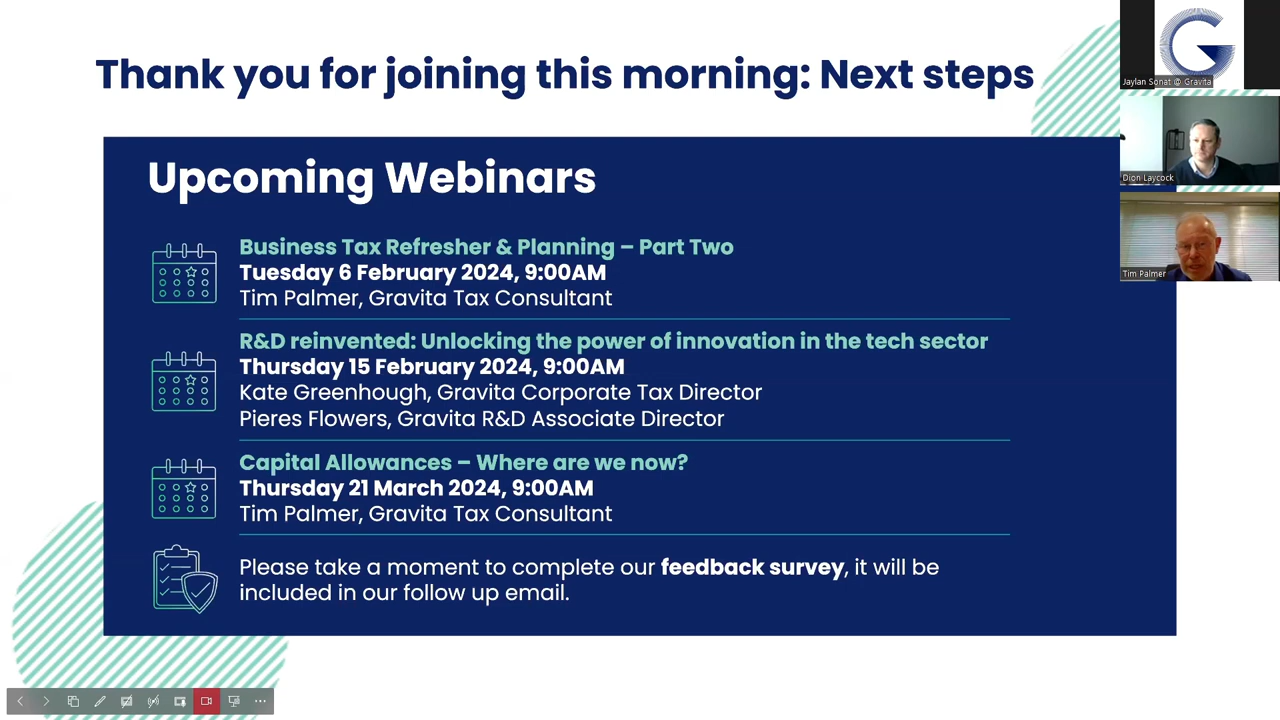 Thank you for joining this morning: Next steps
Upcoming Webinars
Business Tax Refresher & Planning – Part Two
Tuesday 6 February 2024, 9:00AM
Tim Palmer, Gravita Tax Consultant
R&D reinvented: Unlocking the power of innovation in the tech sector
Thursday 15 February 2024, 9:00AM
Kate Greenhough, Gravita Corporate Tax Director
Pieres Flowers, Gravita R&D Associate Director
Capital Allowances – Where are we now?
Thursday 21 March 2024, 9:00AM
Tim Palmer, Gravita Tax Consultant
Please take a moment to complete our feedback survey, it will be
included in our follow up email.
G
Jaylan Sonat @ Gravita
Dion Laycock
Tim Palmer